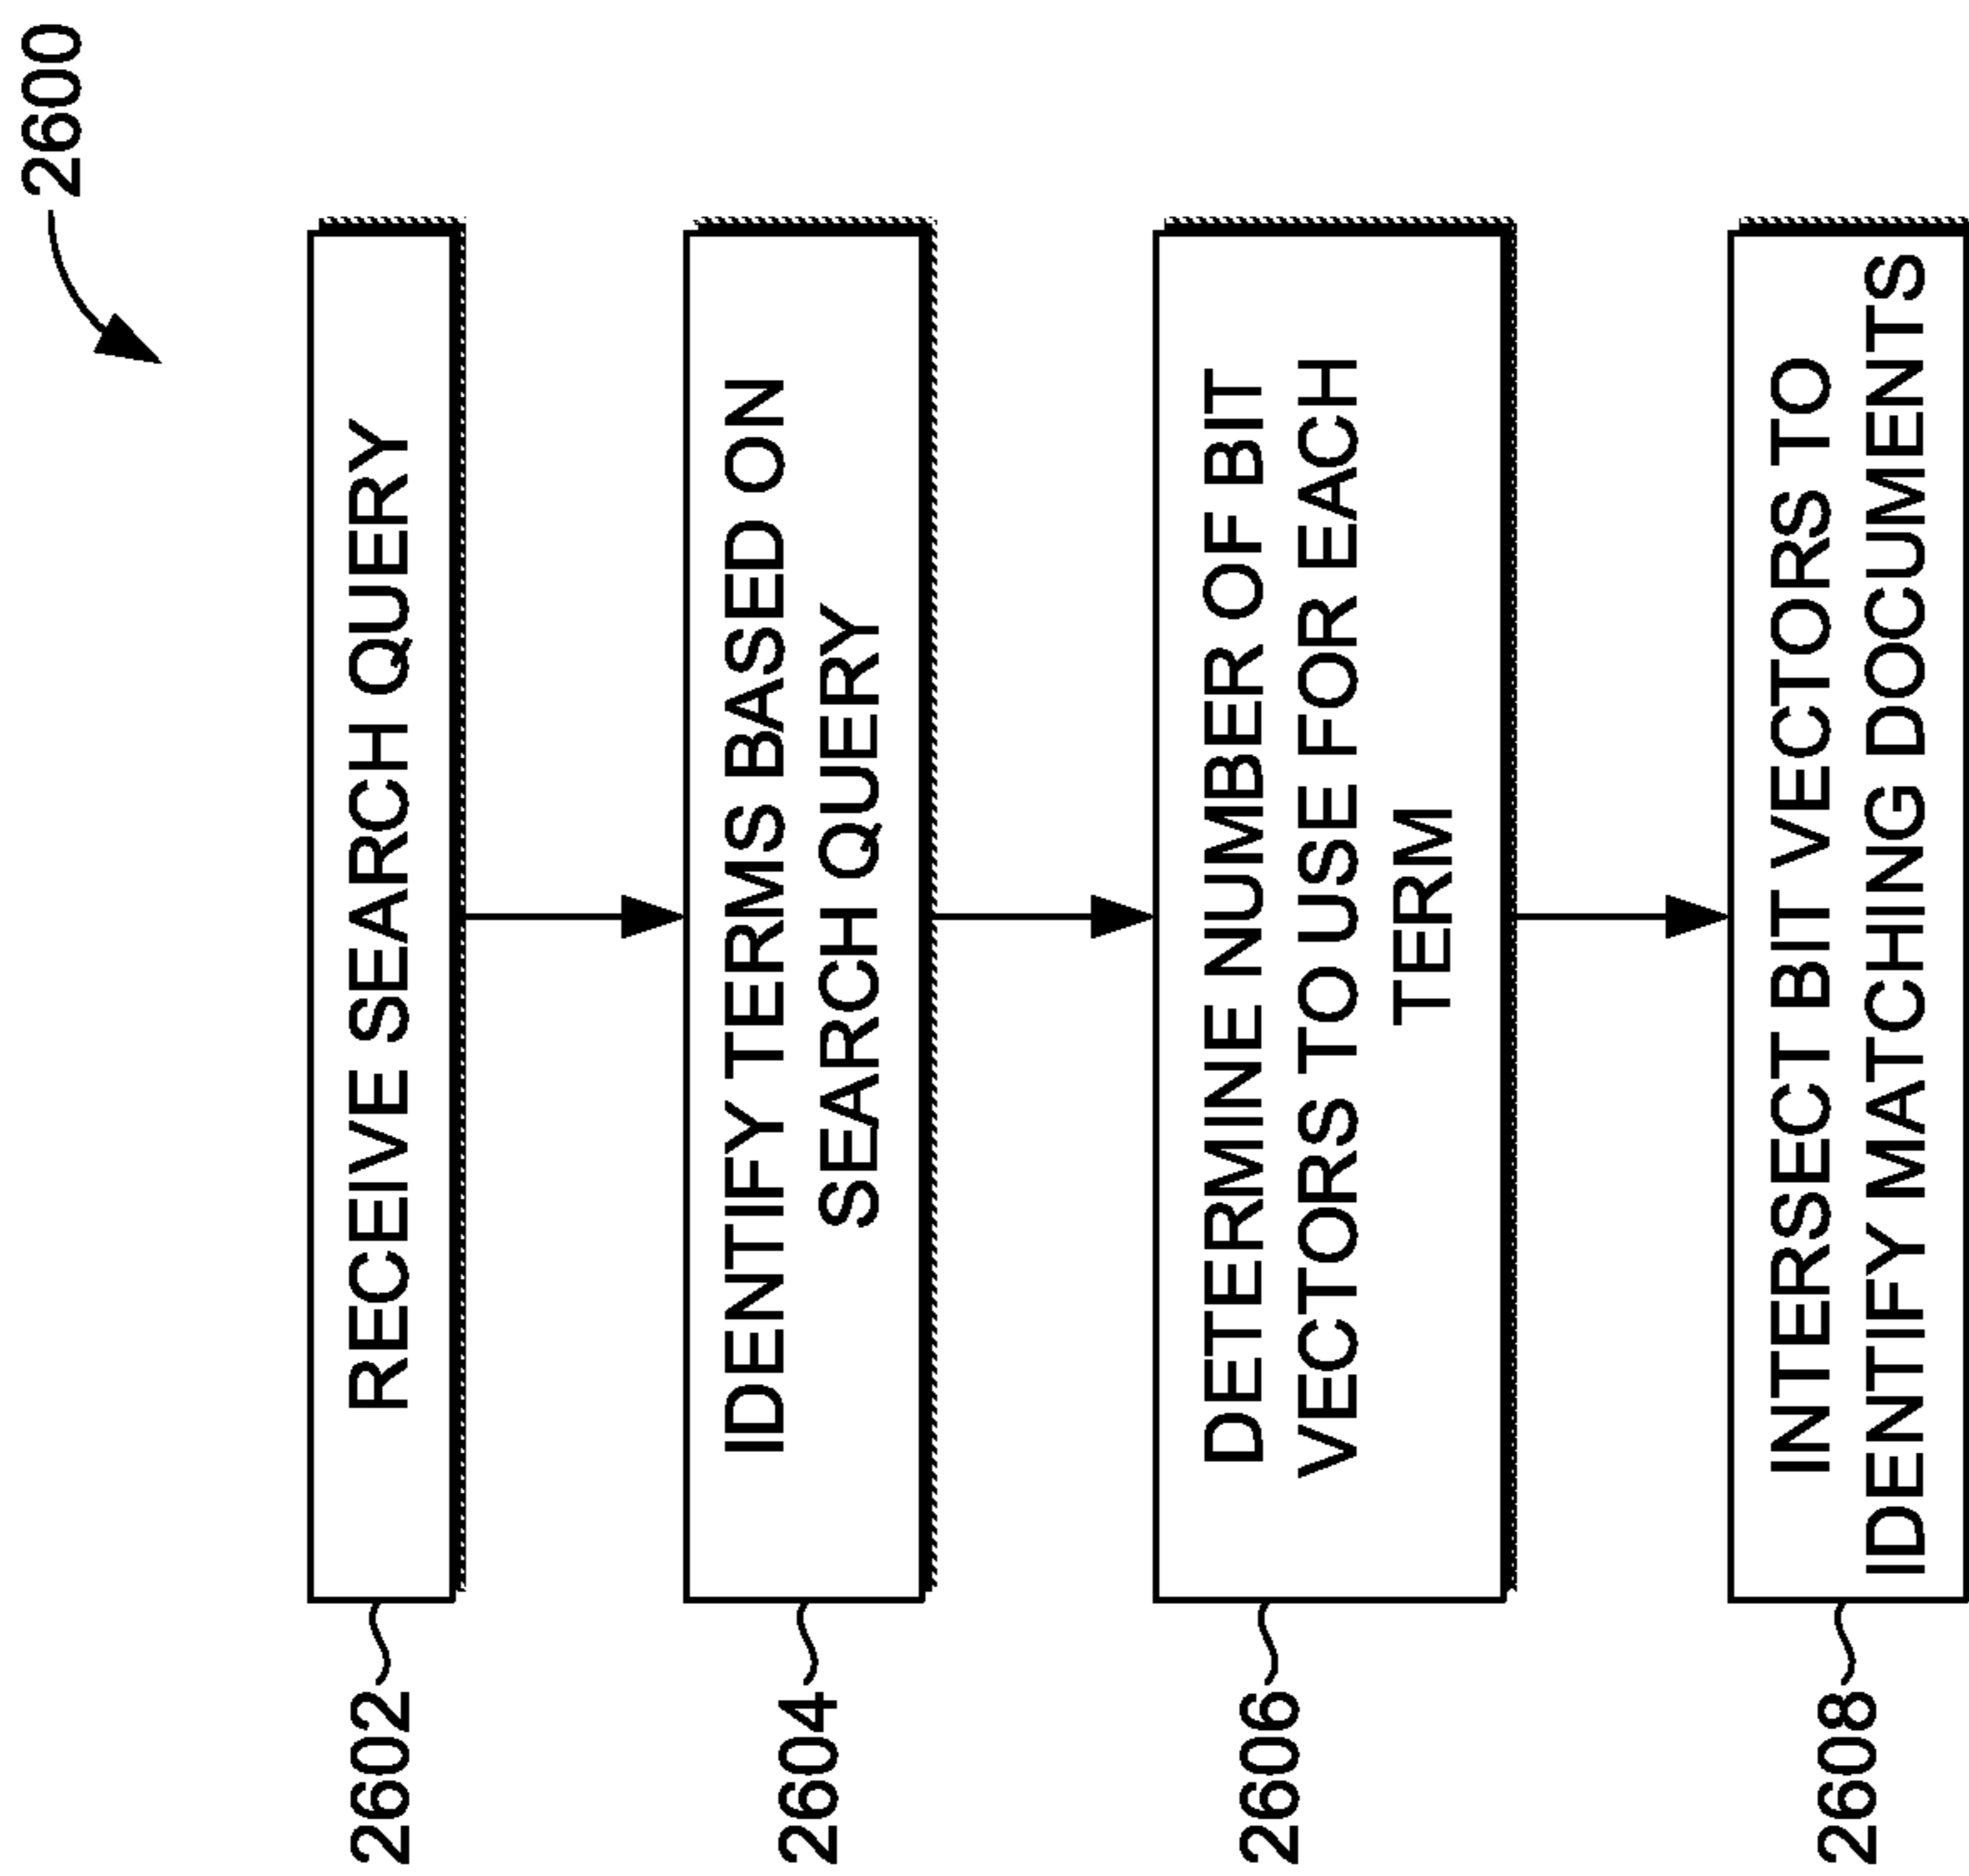 2600
2602
RECEIVE SEARCH QUERY
2604
IDENTIFY TERMS BASED ON
SEARCH QUERY
2606
DETERMINE NUMBER OF BIT
VECTORS TO USE FOR EACH
TERM
2608
INTERSECT BIT VECTORS TO
IDENTIFY MATCHING DOCUMENTS